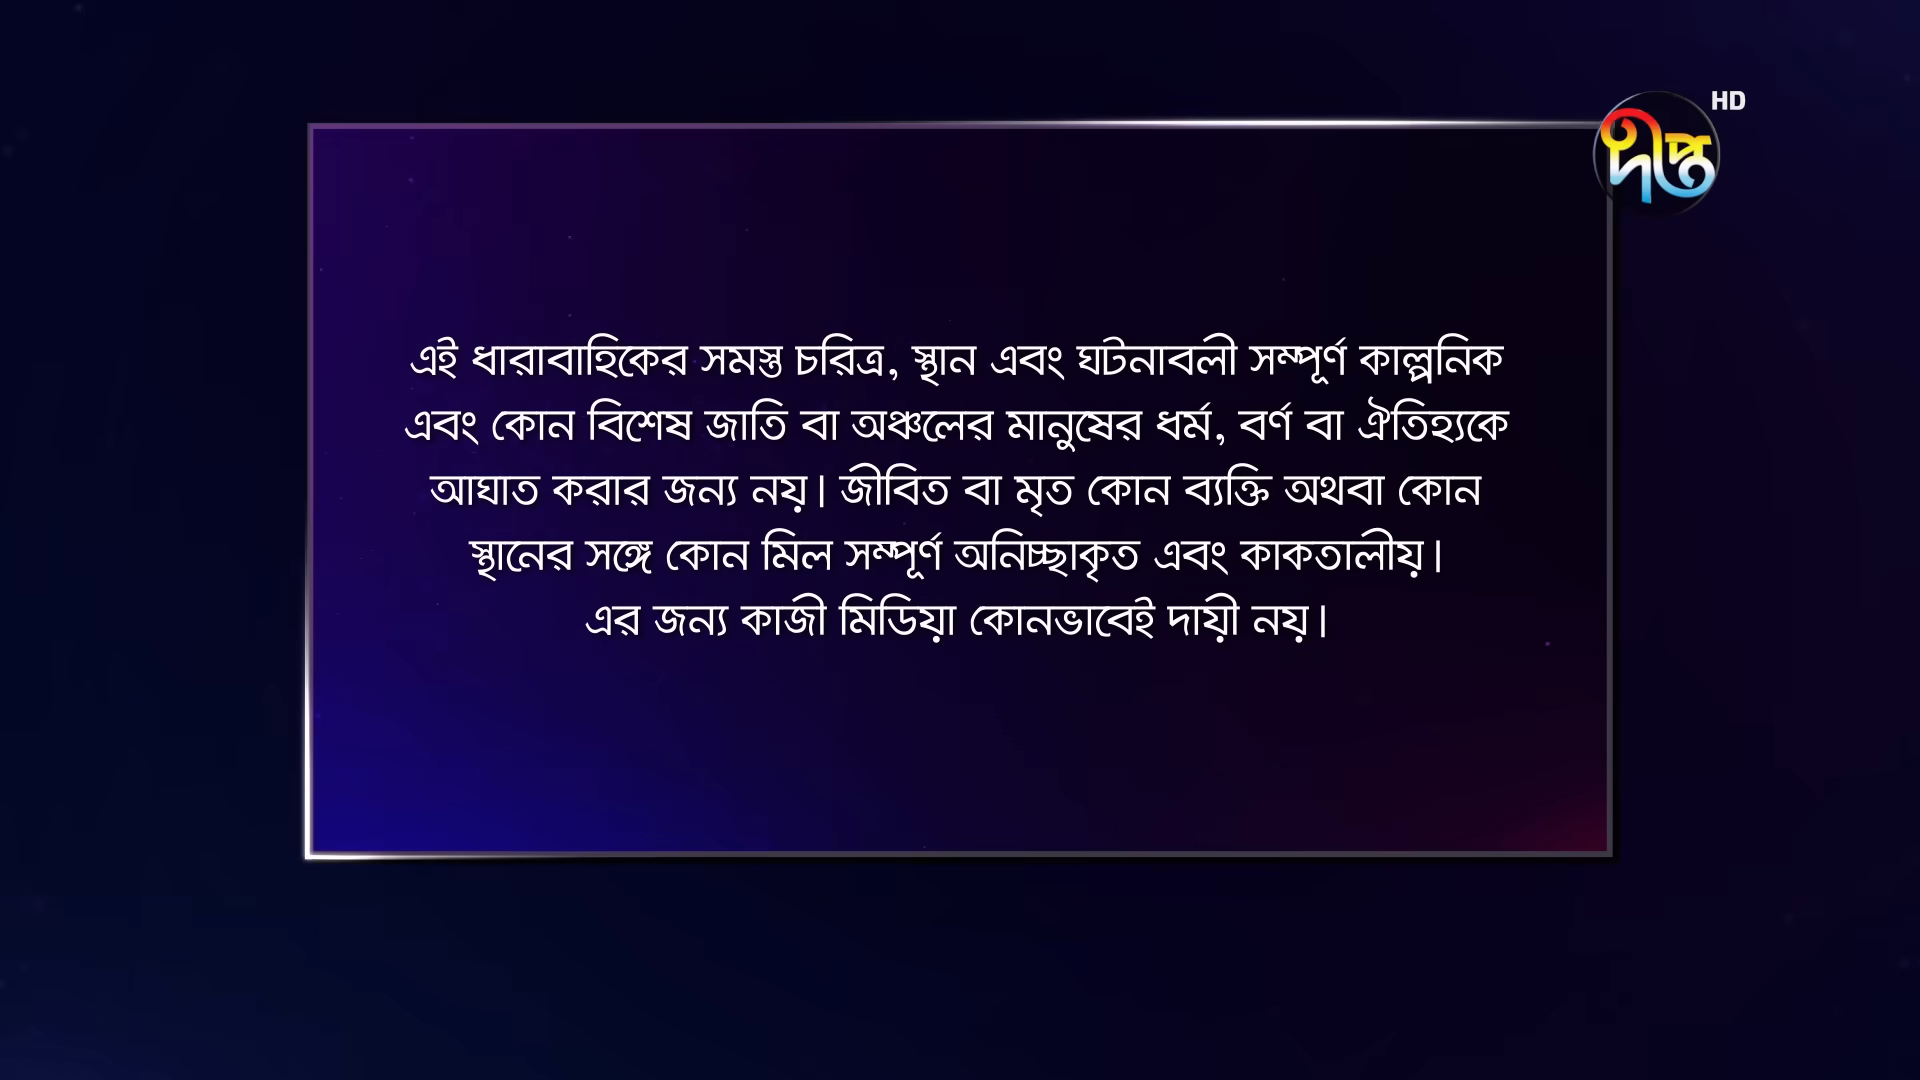 HD
দীপ্ত
এই ধারাবাহিকের সমস্ত চরিত্র, স্থান এবং ঘটনাবলী সম্পূর্ণ কাল্পনিক
এবং কোন বিশেষ জাতি বা অঞ্চলের মানুষের ধর্ম, বর্ণ বা ঐতিহ্যকে
আঘাত করার জন্য নয়। জীবিত বা মৃত কোন ব্যক্তি অথবা কোন
স্থানের সঙ্গে কোন মিল সম্পূর্ণ অনিচ্ছাকৃত এবং কাকতালীয়।
এর জন্য কাজী মিডিয়া কোনভাবেই দায়ী নয়।